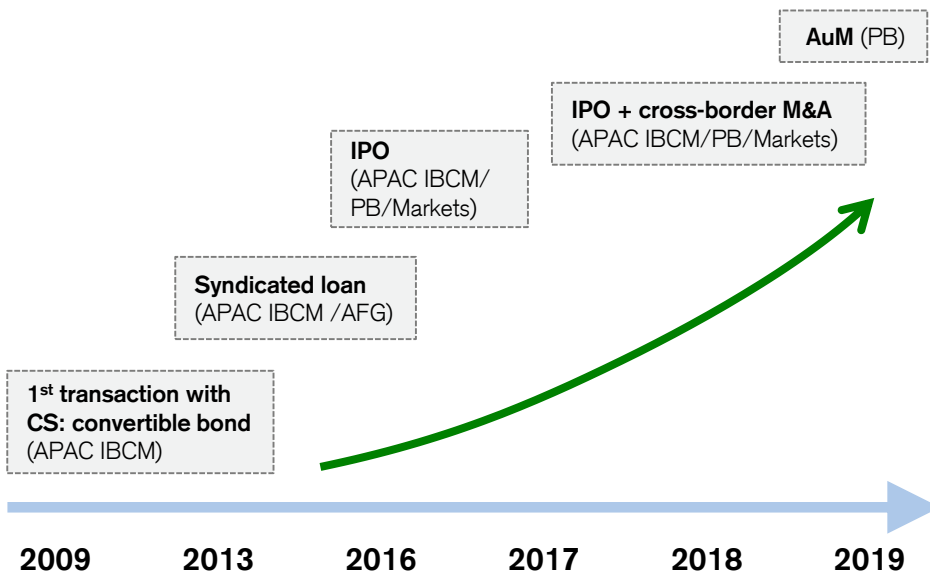 AuM (PB)
IPO + cross-border M&A
(APAC IBCM/PB/Markets)
IPO
(APAC IBCM/
PB/Markets)
Syndicated loan
(APAC IBCM /AFG)
1st transaction with
CS: convertible bond
(APAC IBCM)
2009 2013 2016 2017 2018 2019